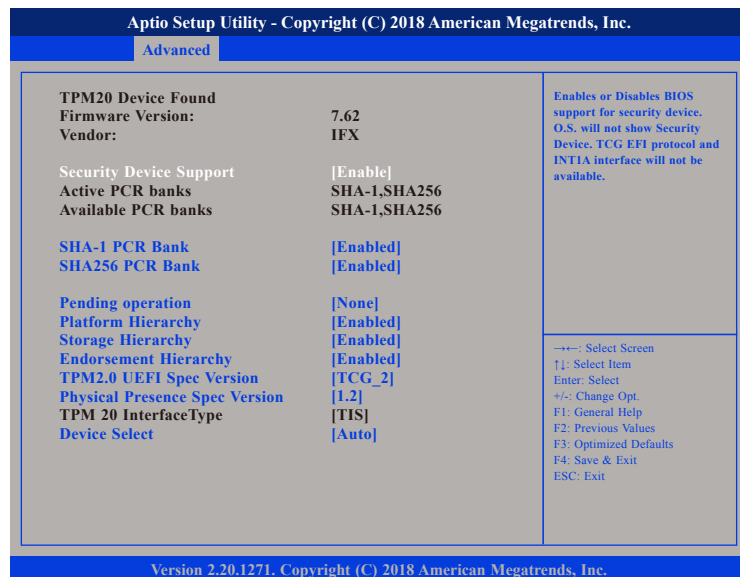 Aptio Setup Utility - Copyright (C) 2018 American Megatrends, Inc.
Advanced
TPM20 Device Found
Firmware Version: 7.62
Vendor: IFX
Security Device Support [Enable]
Active PCR banks SHA-1,SHA256
Available PCR banks SHA-1,SHA256
SHA-1 PCR Bank [Enabled]
SHA256 PCR Bank [Enabled]
Pending operation [None]
Platform Hierarchy [Enabled]
Storage Hierarchy [Enabled]
Endorsement Hierarchy [Enabled]
TPM2.0 UEFI Spec Version [TCG_2]
Physical Presence Spec Version [1.2]
TPM 20 InterfaceType [TIS]
Device Select [Auto]
Enables or Disables BIOS
support for security device.
O.S. will not show Security
Device. TCG EFI protocol and
INT1A interface will not be
available.
→←: Select Screen
↑↓: Select Item
Enter: Select
+/-: Change Opt.
F1: General Help
F2: Previous Values
F3: Optimized Defaults
F4: Save & Exit
ESC: Exit
Version 2.20.1271. Copyright (C) 2018 American Megatrends, Inc.